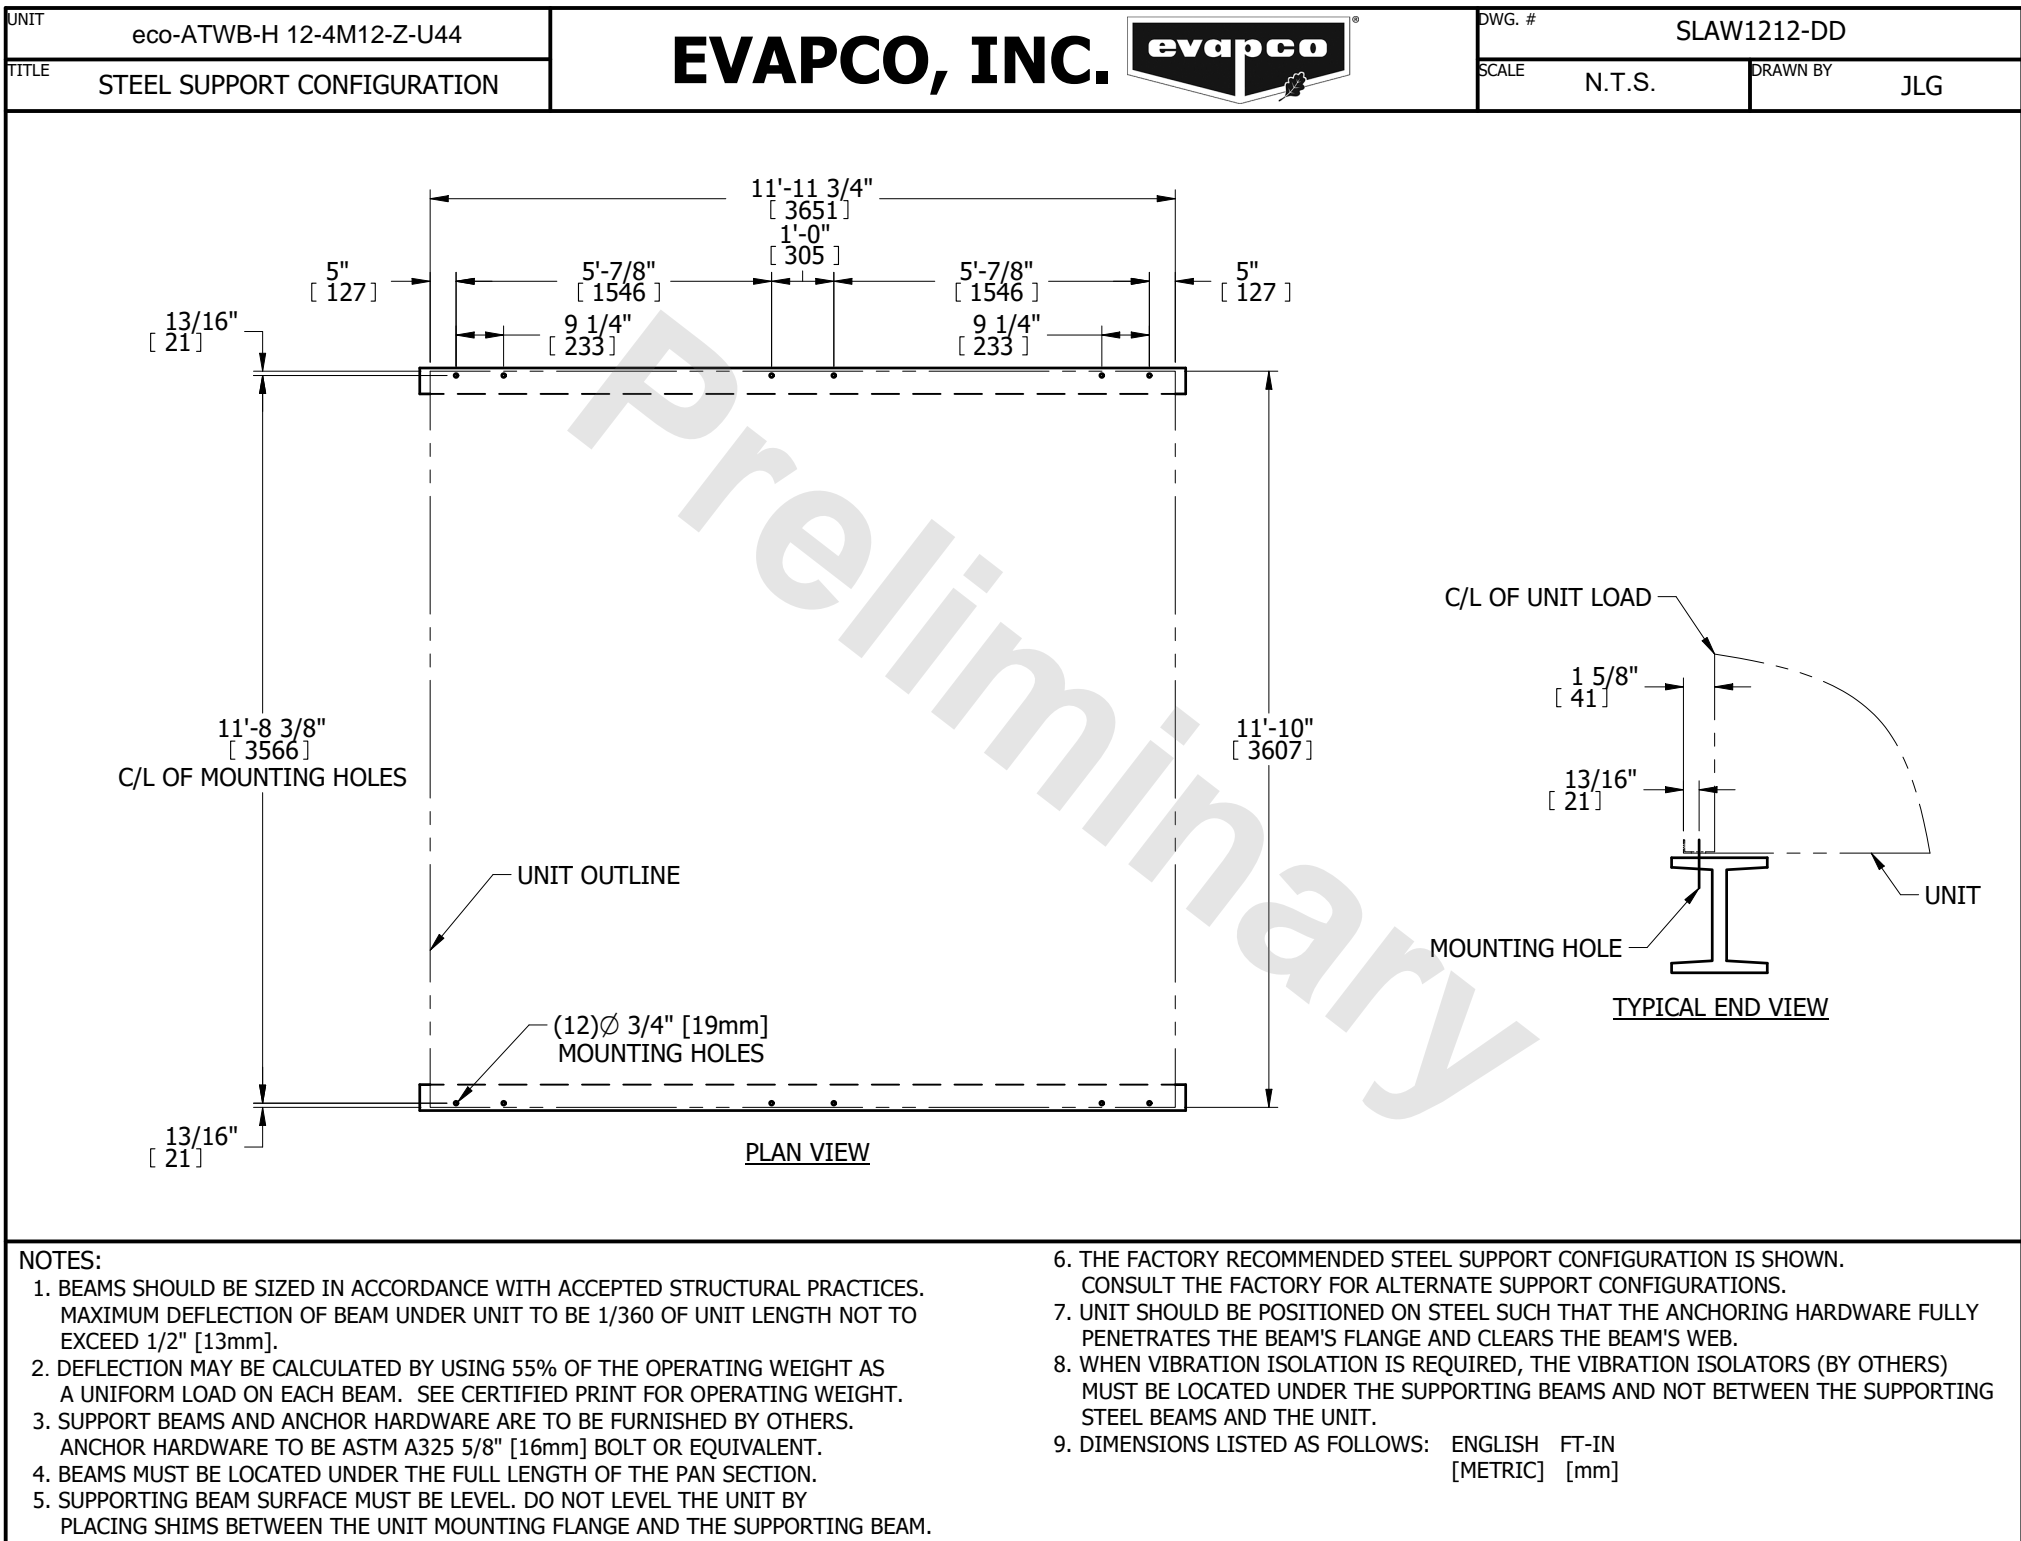 UNIT
eco-ATWB-H 12-4M12-Z-U44
TITLE
STEEL SUPPORT CONFIGURATION
EVAPCO, INC.
evapco
®
DWG. #
SLAW1212-DD
SCALE
N.T.S.
DRAWN BY
JLG
11'-11 3/4"
[ 3651 ]
1'-0"
[ 305 ]
5"
[ 127 ]
5'-7/8"
[ 1546 ]
5'-7/8"
[ 1546 ]
5"
[ 127 ]
13/16"
[ 21 ]
9 1/4"
[ 233 ]
9 1/4"
[ 233 ]
Preliminary
11'-8 3/8"
[ 3566 ]
C/L OF MOUNTING HOLES
11'-10"
[ 3607 ]
UNIT OUTLINE
(12)∅ 3/4" [19mm]
MOUNTING HOLES
13/16"
[ 21 ]
PLAN VIEW
C/L OF UNIT LOAD
1 5/8"
[ 41 ]
13/16"
[ 21 ]
UNIT
MOUNTING HOLE
TYPICAL END VIEW
NOTES:
1. BEAMS SHOULD BE SIZED IN ACCORDANCE WITH ACCEPTED STRUCTURAL PRACTICES.
MAXIMUM DEFLECTION OF BEAM UNDER UNIT TO BE 1/360 OF UNIT LENGTH NOT TO
EXCEED 1/2" [13mm].
2. DEFLECTION MAY BE CALCULATED BY USING 55% OF THE OPERATING WEIGHT AS
A UNIFORM LOAD ON EACH BEAM. SEE CERTIFIED PRINT FOR OPERATING WEIGHT.
3. SUPPORT BEAMS AND ANCHOR HARDWARE ARE TO BE FURNISHED BY OTHERS.
ANCHOR HARDWARE TO BE ASTM A325 5/8" [16mm] BOLT OR EQUIVALENT.
4. BEAMS MUST BE LOCATED UNDER THE FULL LENGTH OF THE PAN SECTION.
5. SUPPORTING BEAM SURFACE MUST BE LEVEL. DO NOT LEVEL THE UNIT BY
PLACING SHIMS BETWEEN THE UNIT MOUNTING FLANGE AND THE SUPPORTING BEAM.
6. THE FACTORY RECOMMENDED STEEL SUPPORT CONFIGURATION IS SHOWN.
CONSULT THE FACTORY FOR ALTERNATE SUPPORT CONFIGURATIONS.
7. UNIT SHOULD BE POSITIONED ON STEEL SUCH THAT THE ANCHORING HARDWARE FULLY
PENETRATES THE BEAM'S FLANGE AND CLEARS THE BEAM'S WEB.
8. WHEN VIBRATION ISOLATION IS REQUIRED, THE VIBRATION ISOLATORS (BY OTHERS)
MUST BE LOCATED UNDER THE SUPPORTING BEAMS AND NOT BETWEEN THE SUPPORTING
STEEL BEAMS AND THE UNIT.
9. DIMENSIONS LISTED AS FOLLOWS: ENGLISH FT-IN
[METRIC] [mm]